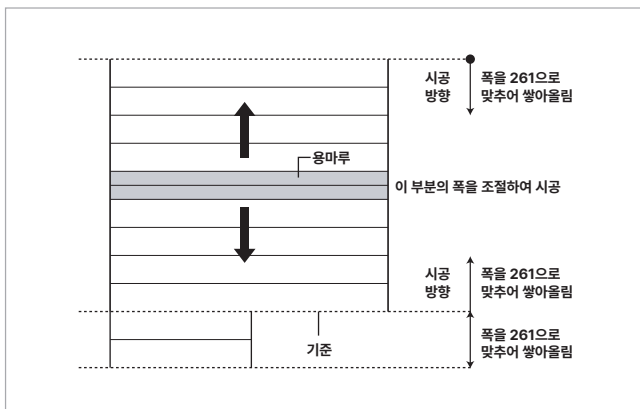 시공
방향
폭을 261으로
맞추어 쌓아올림
용마루
이 부분의 폭을 조절하여 시공
시공
방향
폭을 261으로
맞추어 쌓아올림
기준
폭을 261으로
맞추어 쌓아올림